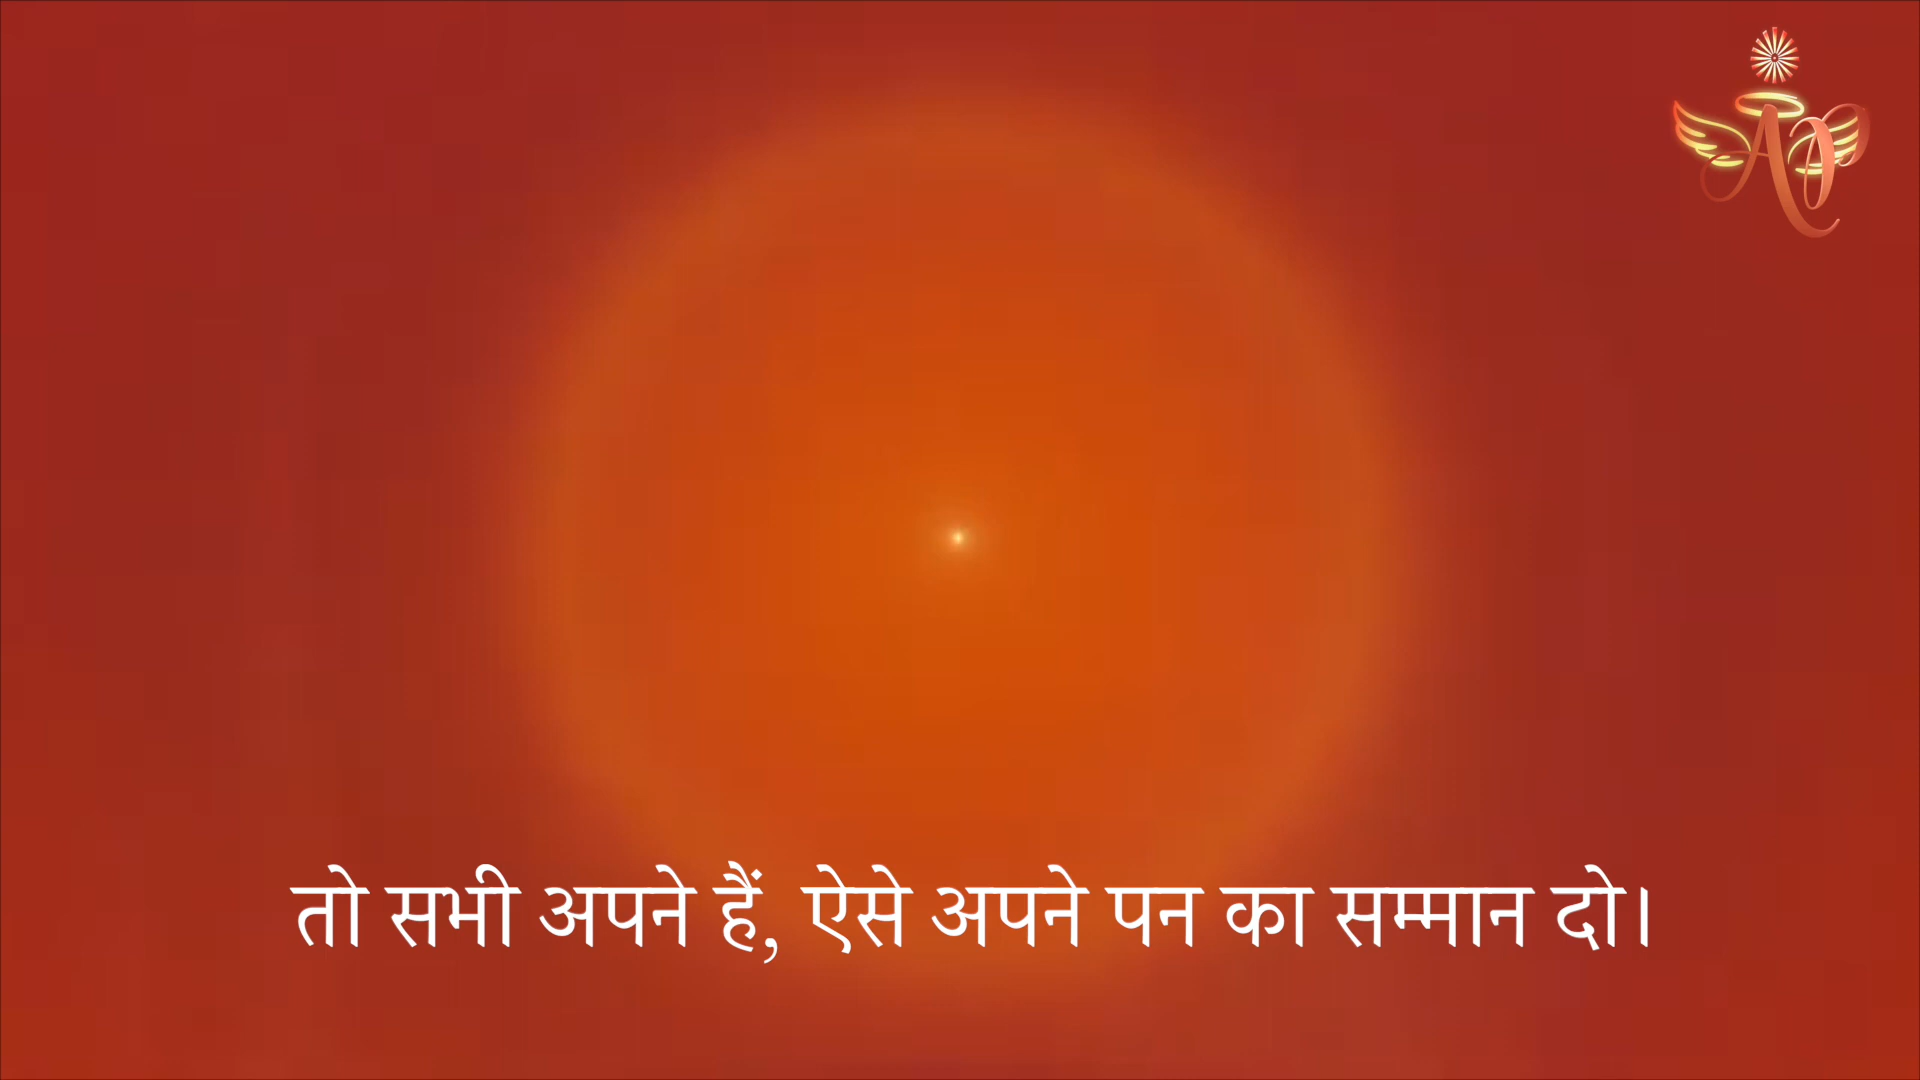 तो सभी अपने हैं, ऐसे अपने पन का सम्मान दो।